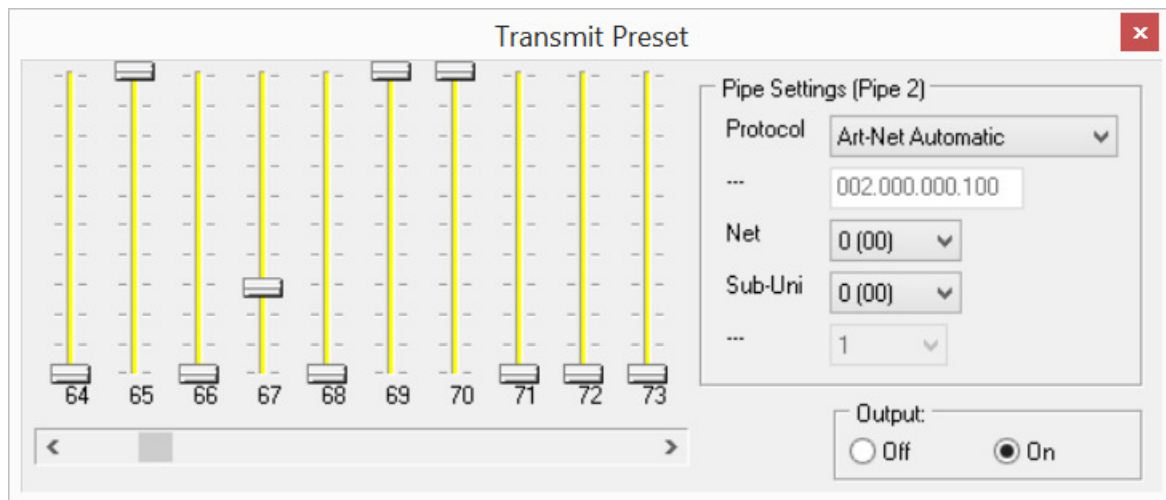 Transmit Preset
x
64 65 66 67 68 69 70 71 72 73
Pipe Settings (Pipe 2)
Protocol Art-Net Automatic
--- 002.000.000.100
Net 0 (00)
Sub-Uni 0 (00)
--- 1
Output:
Off On